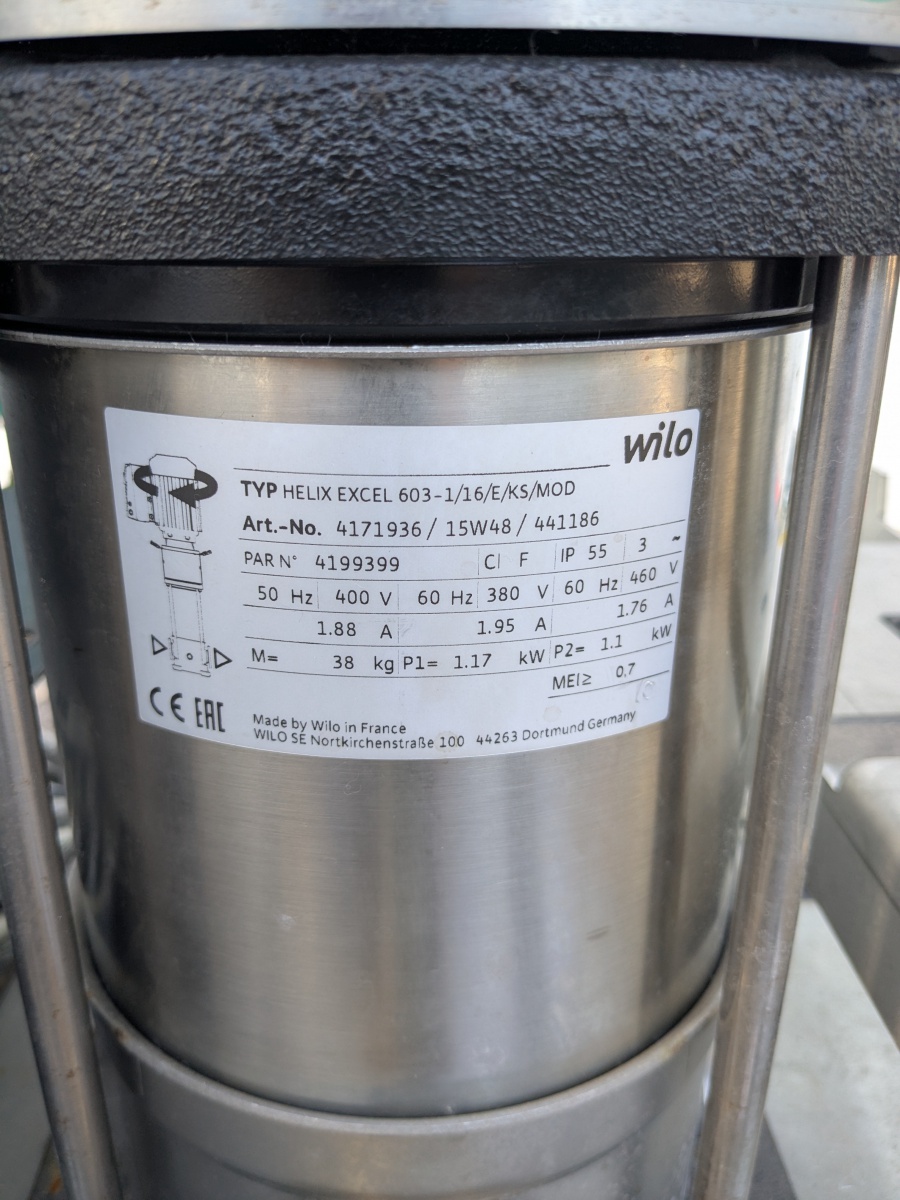 wilo
TYP HELIX EXCEL 603-1/16/E/KS/MOD
Art.-No. 4171936 / 15W48 / 441186
PAR N° 4199399 Cl F IP 55 3 ~
50 Hz 400 V 60 Hz 380 V 60 Hz 460 V
1.88 A 1.95 A 1.76 A
M= 38 kg P1= 1.17 kW P2= 1.1 kW
MEI≥ 0,7
CE EAC
Made by Wilo in France
WILO SE Nortkirchenstraße 100 44263 Dortmund Germany